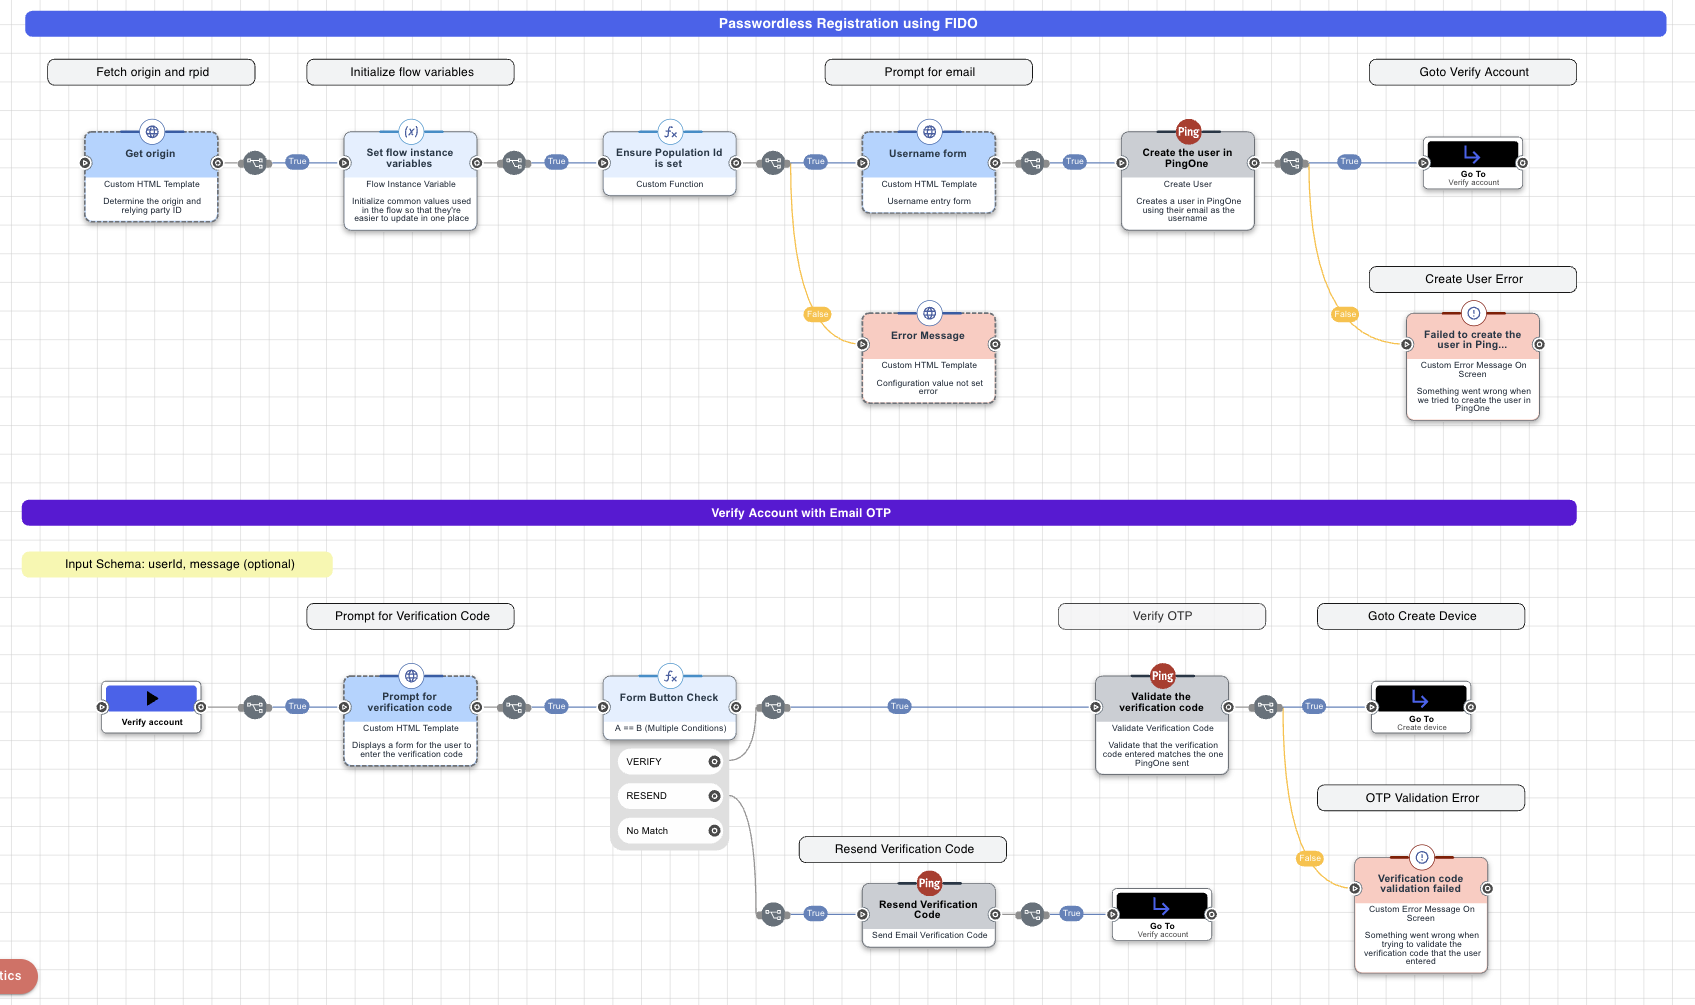 Passwordless Registration using FIDO
Fetch origin and rpid
Initialize flow variables
Prompt for email
Goto Verify Account
Get origin
Custom HTML Template
Determine the origin and
relying party ID
True
(x)
Set flow instance
variables
Flow Instance Variable
Initialize common values used
in the flow so that they're
easier to update in one place
True
fx
Ensure Population Id
is set
Custom Function
True
Username form
Custom HTML Template
Username entry form
True
Ping
Create the user in
PingOne
Create User
Creates a user in PingOne
using their email as the
username
True
Go To
Verify account
False
Error Message
Custom HTML Template
Configuration value not set
error
Create User Error
False
Failed to create the
user in Ping...
Custom Error Message On
Screen
Something went wrong when
we tried to create the user in
PingOne
Verify Account with Email OTP
Input Schema: userId, message (optional)
Prompt for Verification Code
Verify OTP
Goto Create Device
Verify account
True
Prompt for
verification code
Custom HTML Template
Displays a form for the user to
enter the verification code
True
fx
Form Button Check
A == B (Multiple Conditions)
VERIFY
RESEND
No Match
True
Ping
Validate the
verification code
Validate Verification Code
Validate that the verification
code entered matches the one
PingOne sent
True
Go To
Create device
OTP Validation Error
False
Verification code
validation failed
Custom Error Message On
Screen
Something went wrong when
trying to validate the
verification code that the user
entered
Resend Verification Code
True
Ping
Resend Verification
Code
Send Email Verification Code
True
Go To
Verify account
tics